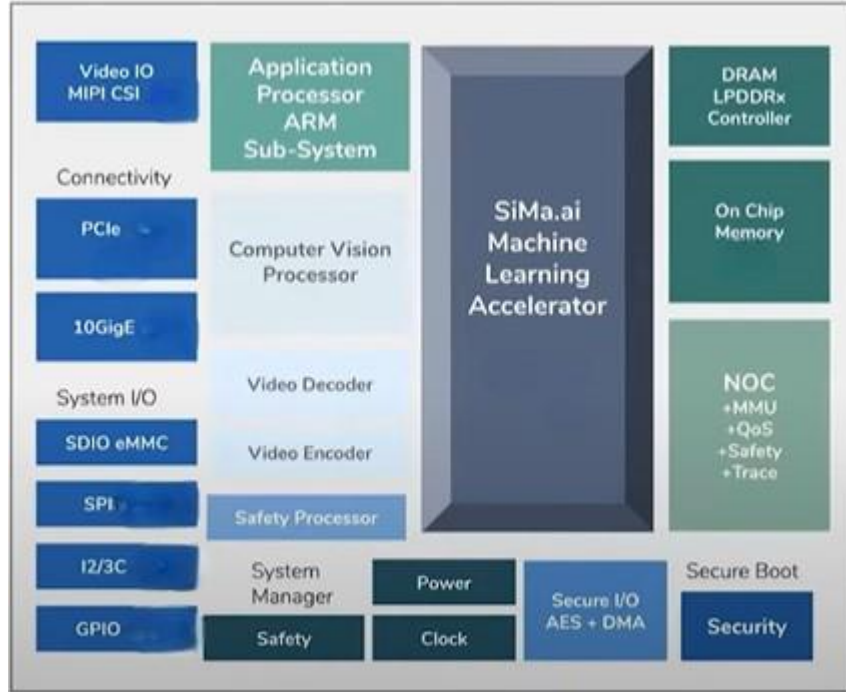 Video IO
MIPI CSI
Connectivity
PCIe
10GigE
System I/O
SDIO eMMC
SPI
I2/3C
GPIO
Application
Processor
ARM
Sub-System
Computer Vision
Processor
Video Decoder
Video Encoder
Safety Processor
System
Manager
Safety
Power
Clock
SiMa.ai
Machine
Learning
Accelerator
Secure I/O
AES + DMA
DRAM
LPDDRx
Controller
On Chip
Memory
NOC
+MMU
+QoS
+Safety
+Trace
Secure Boot
Security